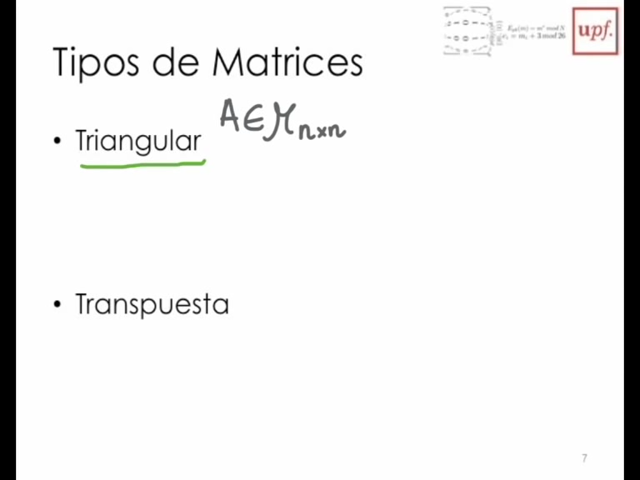 upf.
Tipos de Matrices
• Triangular A∈M_{n×n}
• Transpuesta
7